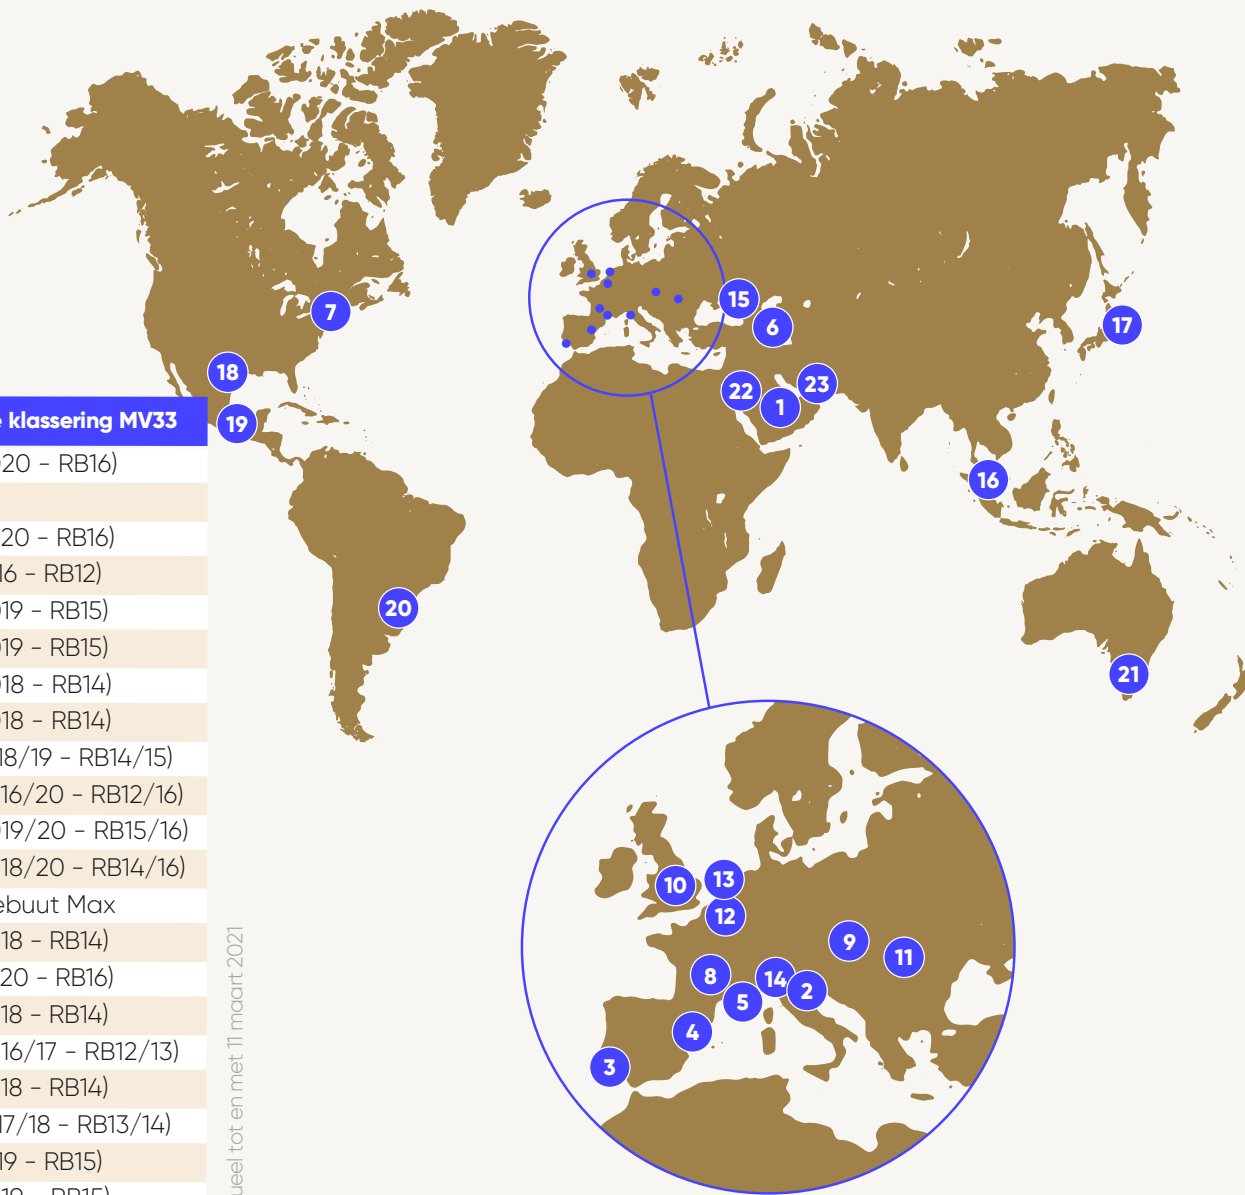 klassering MV33
20 - RB16)
20 - RB16)
16 - RB12)
19 - RB15)
19 - RB15)
18 - RB14)
18 - RB14)
18/19 - RB14/15)
16/20 - RB12/16)
19/20 - RB15/16)
18/20 - RB14/16)
Max
18 - RB14)
20 - RB16)
18 - RB14)
16/17 - RB12/13)
18 - RB14)
17/18 - RB13/14)
19 - RB15)
tot en met 11 maart 2021
7
18
19
20
15
6
17
22
1
23
16
21
10
13
12
9
11
8
14
2
5
4
3